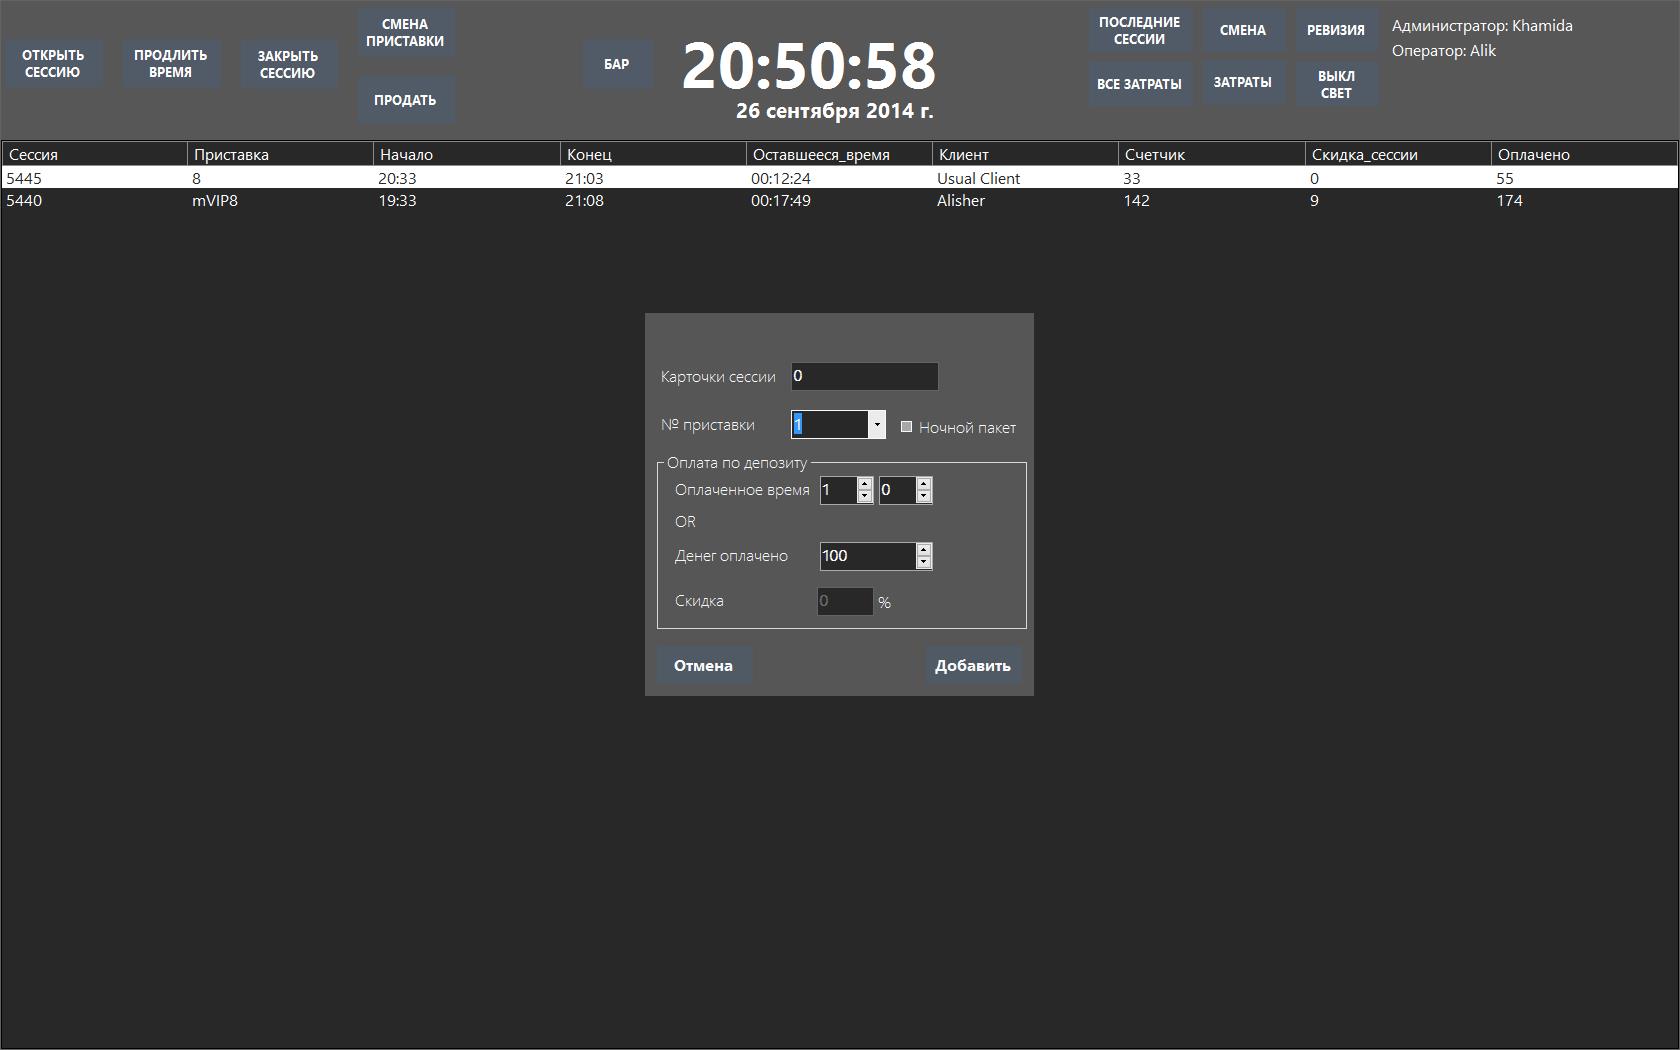 ОТКРЫТЬ
СЕССИЮ
ПРОДЛИТЬ
ВРЕМЯ
ЗАКРЫТЬ
СЕССИЮ
СМЕНА
ПРИСТАВКИ
ПРОДАТЬ
БАР
20:50:58
26 сентября 2014 г.
ПОСЛЕДНИЕ
СЕССИИ
СМЕНА
РЕВИЗИЯ
ВСЕ ЗАТРАТЫ
ЗАТРАТЫ
ВЫКЛ
СВЕТ
Администратор: Khamida
Оператор: Alik
Сессия Приставка Начало Конец Оставшееся_время Клиент Счетчик Скидка_сессии Оплачено
5445 8 20:33 21:03 00:12:24 Usual Client 33 0 55
5440 mVIP8 19:33 21:08 00:17:49 Alisher 142 9 174
Карточки сессии 0
№ приставки 1 Ночной пакет
Оплата по депозиту
Оплаченное время 1 0
OR
Денег оплачено 100
Скидка 0 %
Отмена Добавить